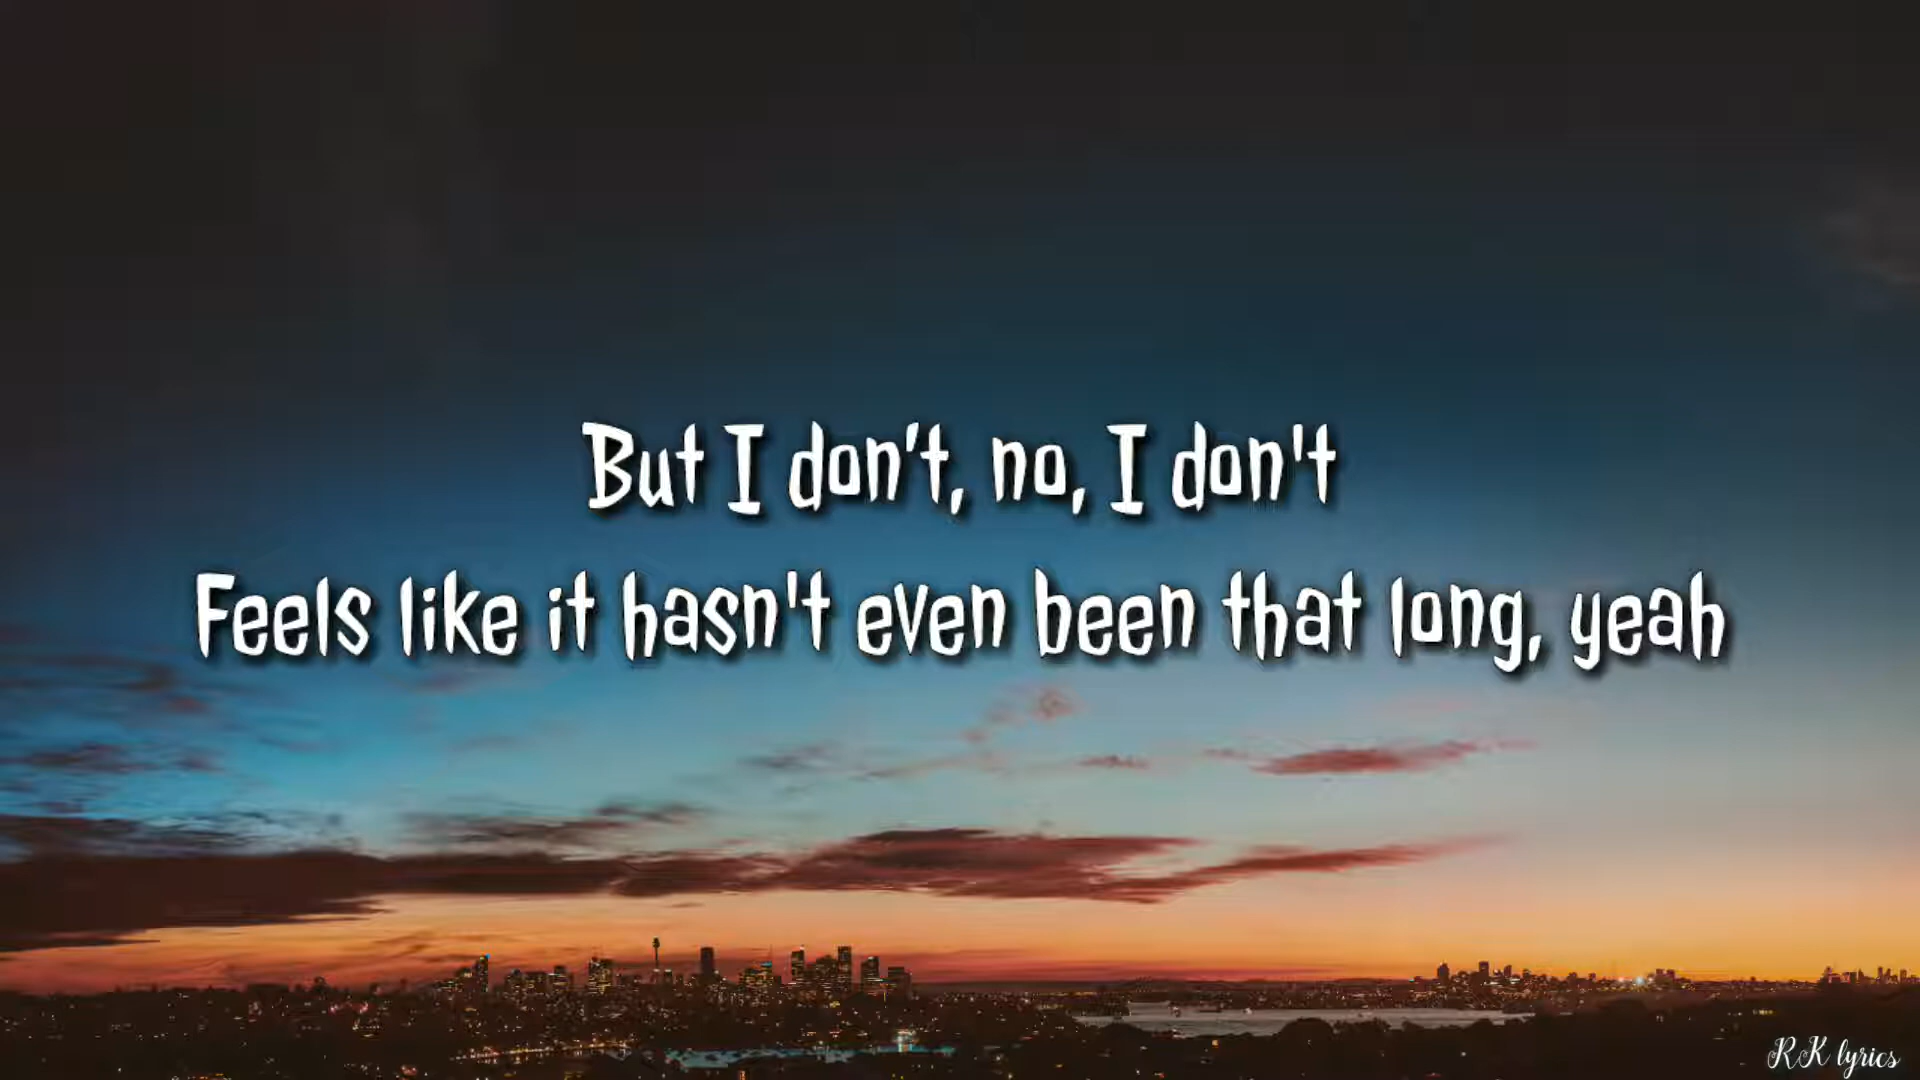 But I don't, no, I don't
Feels like it hasn't even been that long, yeah
RK lyrics